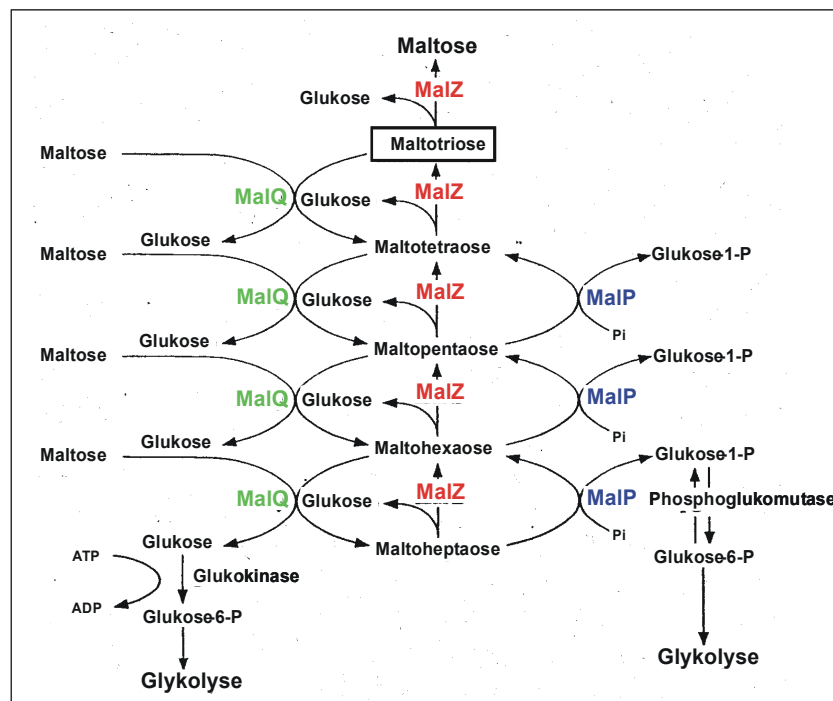 Maltose
MalZ
Glukose
Maltotriose
Maltose
MalZ
MalQ
Glukose
Glukose
Maltotetraose
Maltose
Glukose-1-P
MalZ
MalQ
Glukose
MalP
Pi
Glukose
Maltopentaose
Maltose
Glukose-1-P
MalZ
MalQ
Glukose
MalP
Pi
Glukose
Maltohexaose
Maltose
Glukose-1-P
MalZ
MalQ
Glukose
MalP
Phosphoglukomutase
Pi
Glukose
Maltoheptaose
ATP
Glukose-6-P
Glukokinase
ADP
Glukose-6-P
Glykolyse
Glykolyse